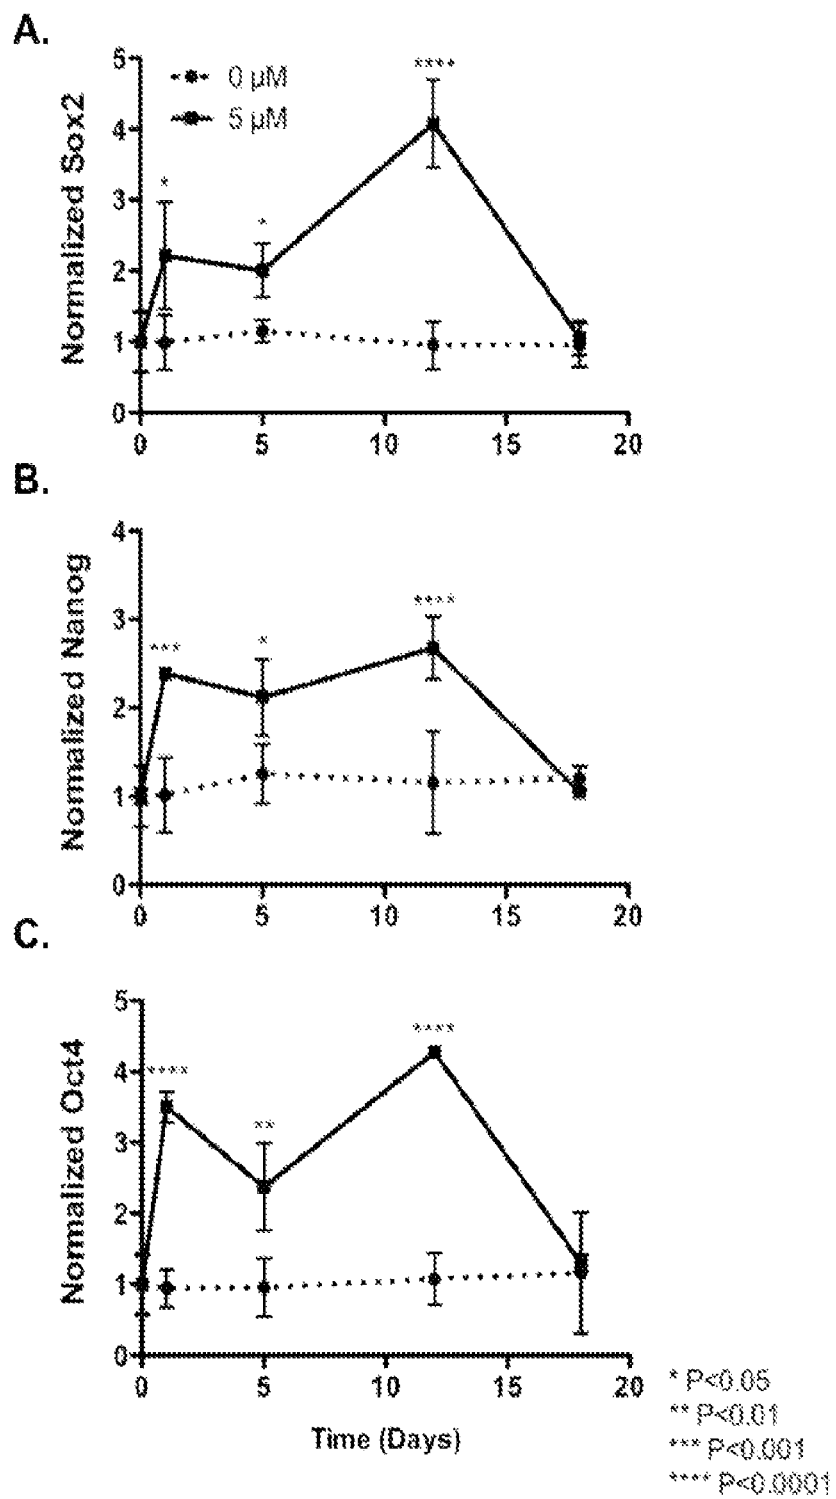 A.
Normalized Sox2
5
4
3
2
1
0
0 µM
5 µM
*
*
****
0 5 10 15 20
B.
Normalized Nanog
4
3
2
1
0
***
*
****
0 5 10 15 20
C.
Normalized Oct4
5
4
3
2
1
0
****
**
****
0 5 10 15 20
Time (Days)
* P<0.05
** P<0.01
*** P<0.001
**** P<0.0001